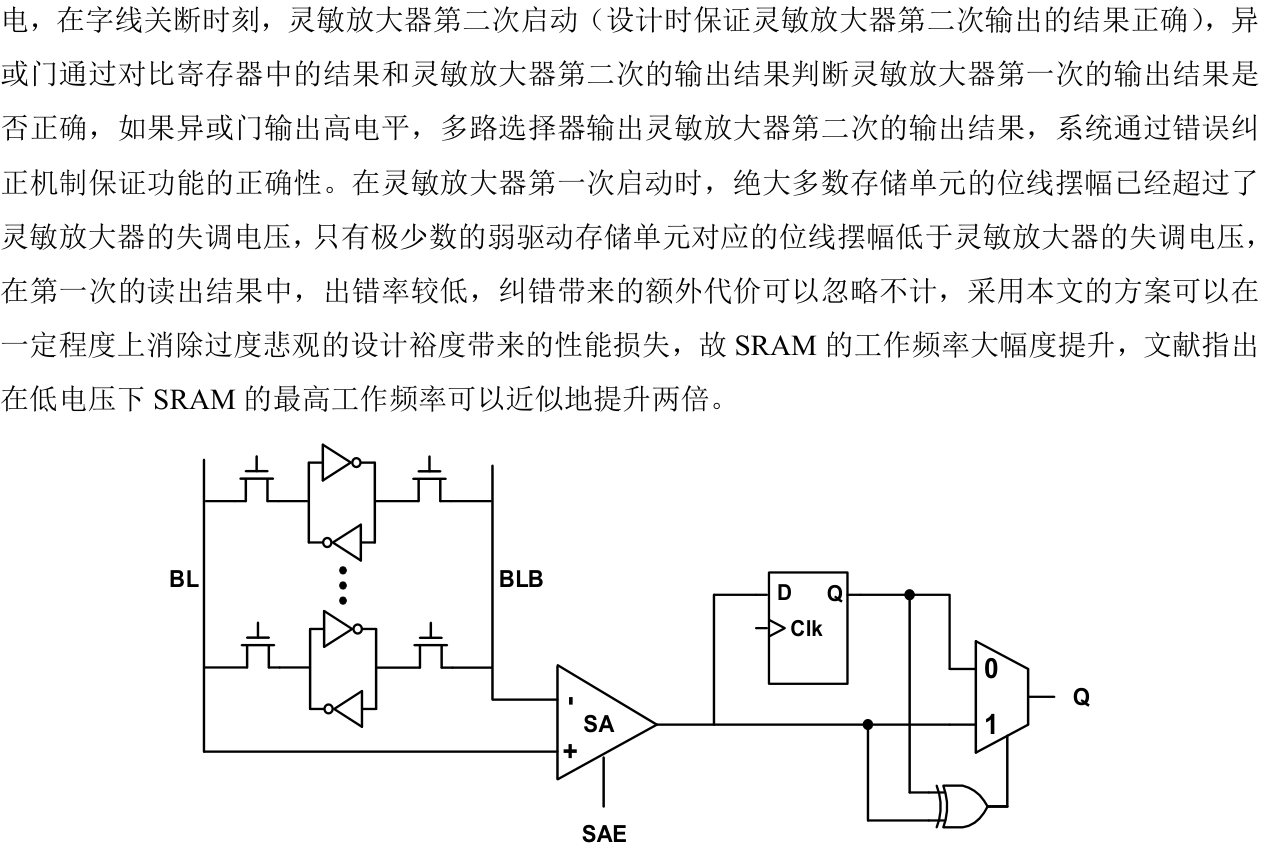 电，在字线关断时刻，灵敏放大器第二次启动（设计时保证灵敏放大器第二次输出的结果正确），异
或门通过对比寄存器中的结果和灵敏放大器第二次的输出结果判断灵敏放大器第一次的输出结果是
否正确，如果异或门输出高电平，多路选择器输出灵敏放大器第二次的输出结果，系统通过错误纠
正机制保证功能的正确性。在灵敏放大器第一次启动时，绝大多数存储单元的位线摆幅已经超过了
灵敏放大器的失调电压，只有极少数的弱驱动存储单元对应的位线摆幅低于灵敏放大器的失调电压，
在第一次的读出结果中，出错率较低，纠错带来的额外代价可以忽略不计，采用本文的方案可以在
一定程度上消除过度悲观的设计裕度带来的性能损失，故 SRAM 的工作频率大幅度提升，文献指出
在低电压下 SRAM 的最高工作频率可以近似地提升两倍。
BL
BLB
D Q
Clk
0
1
Q
-
SA
+
SAE